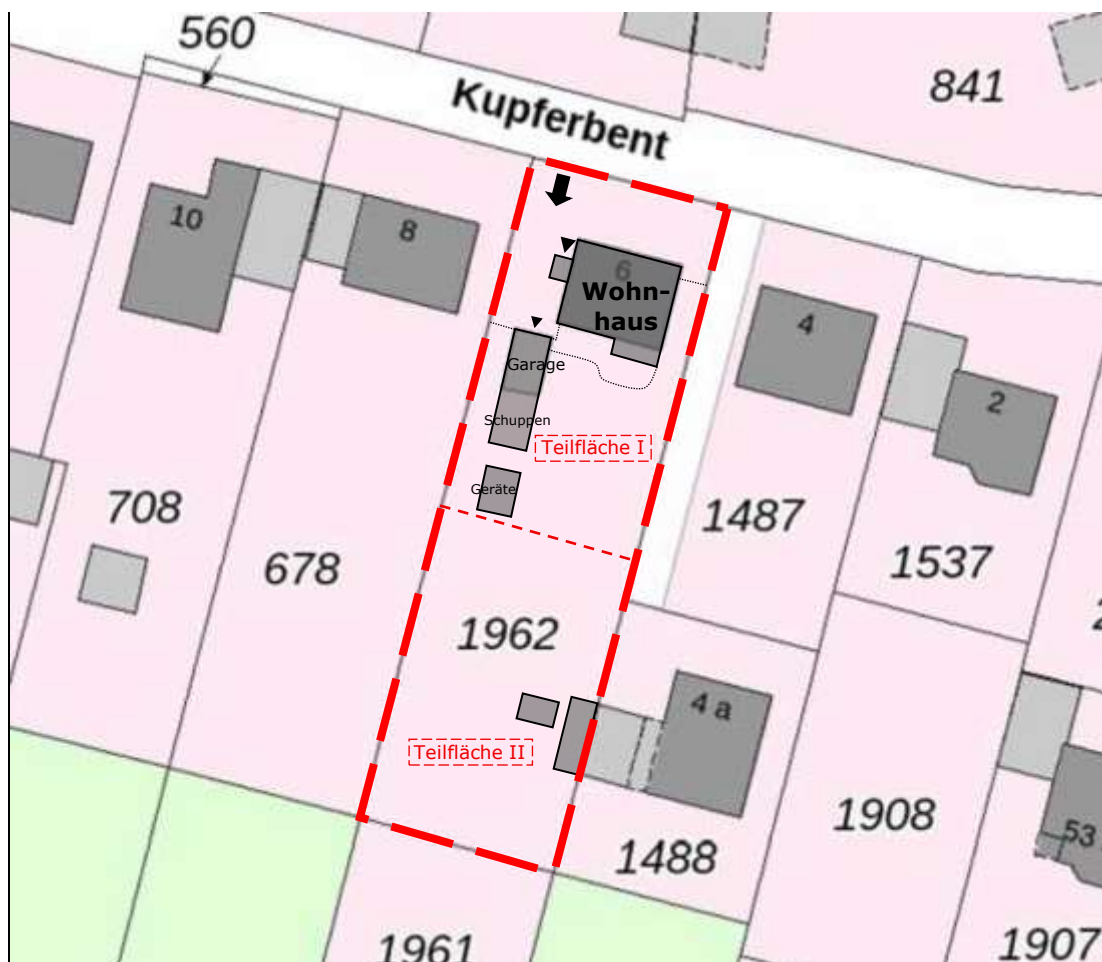 560
841
Kupferbent
10
8
6
Wohn-
haus
4
2
Garage
Schuppen
Teilfläche I
Geräte
708
678
1487
1537
1962
4 a
Teilfläche II
1908
53
1488
1961
1907